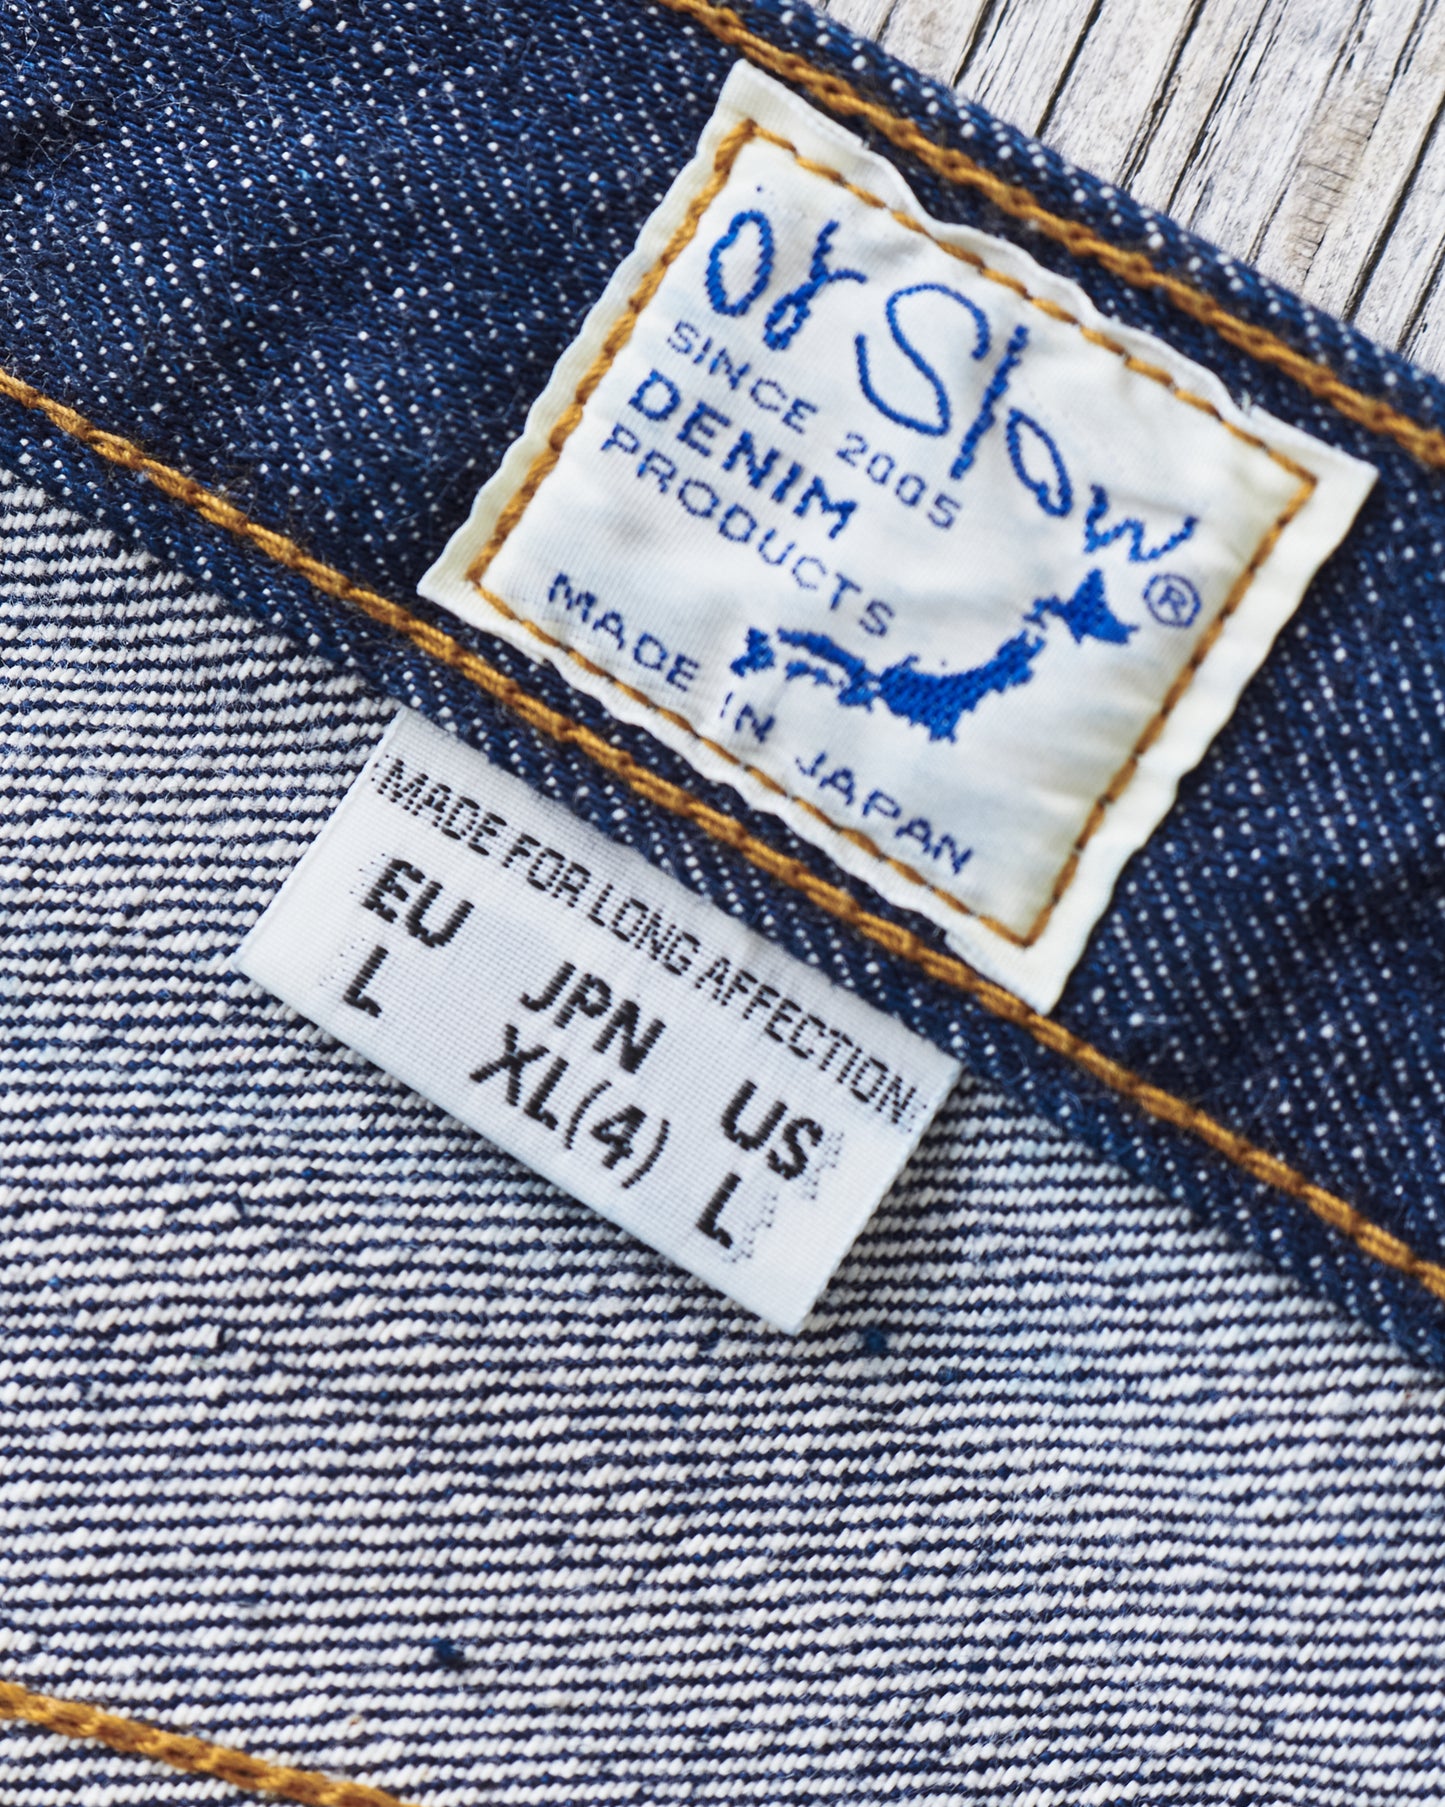 or Slow
SINCE 2005
DENIM
PRODUCTS
®
MADE IN JAPAN
MADE FOR LONG AFFECTION
EU JPN US
L XL(4) L